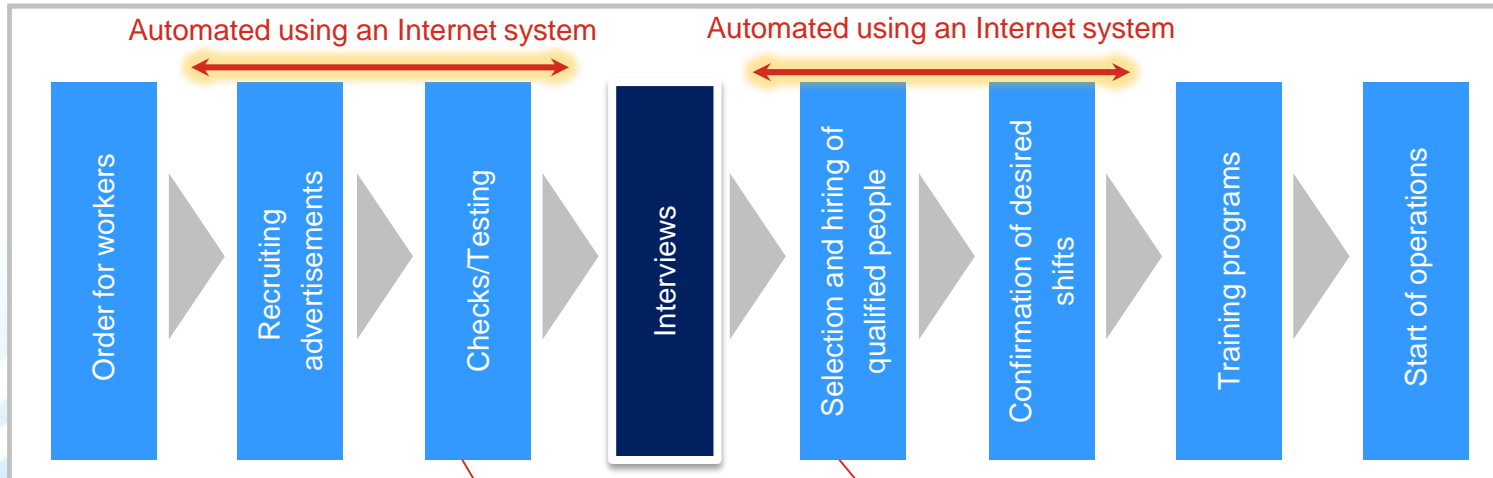 Automated using an Internet system
Automated using an Internet system
Order for workers
Recruiting
advertisements
Checks/Testing
Interviews
Selection and hiring of
qualified people
Confirmation of desired
shifts
Training programs
Start of operations